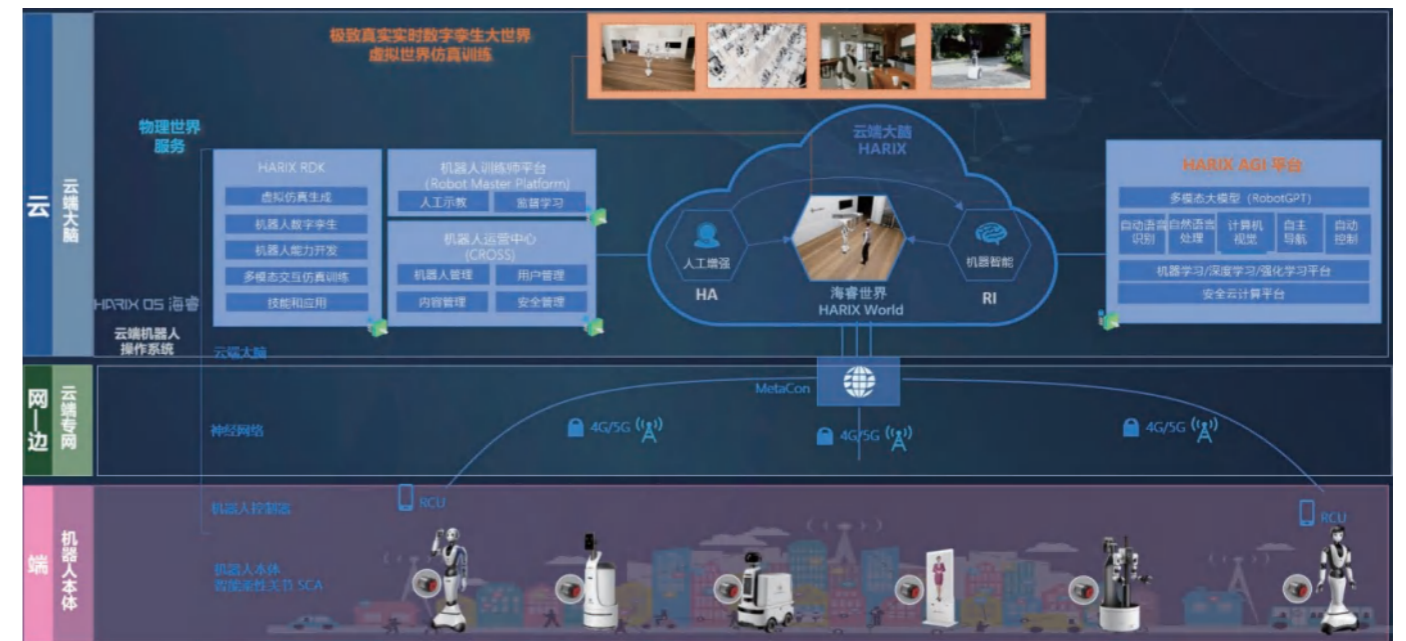 极致真实实时数字孪生大世界
虚拟世界仿真训练
物理世界
服务
云
云端大脑
HARIX OS 海睿
云端机器人
操作系统
HARIX RDK
虚拟仿真生成
机器人数字孪生
机器人能力开发
多模态交互仿真训练
技能和应用
机器人训练师平台
(Robot Master Platform)
人工示教
监督学习
机器人运营中心
(CROSS)
机器人管理
用户管理
内容管理
安全管理
云端大脑
HARIX
人工增强
HA
海睿世界
HARIX World
机器智能
RI
HARIX AGI 平台
多模态大模型（RobotGPT）
自动语音
识别
自然语言
处理
计算机
视觉
自主
导航
自动
控制
机器学习/深度学习/强化学习平台
安全云计算平台
云端大脑
网—边
云端专网
MetaCon
神经网络
4G/5G
4G/5G
4G/5G
端
机器人本体
机器人控制器
RCU
RCU
机器人本体
智能柔性关节 SCA